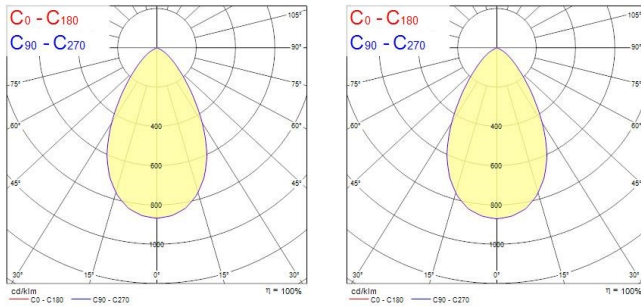 C0 - C180
C90 - C270
105°
90°
75°
75°
60°
60°
45°
45°
400
600
800
1000
30°
15°
0°
15°
30°
cd/klm
η = 100%
C0 - C180
C90 - C270
C0 - C180
C90 - C270
105°
90°
75°
75°
60°
60°
45°
45°
400
600
800
1000
30°
15°
0°
15°
30°
cd/klm
η = 100%
C0 - C180
C90 - C270